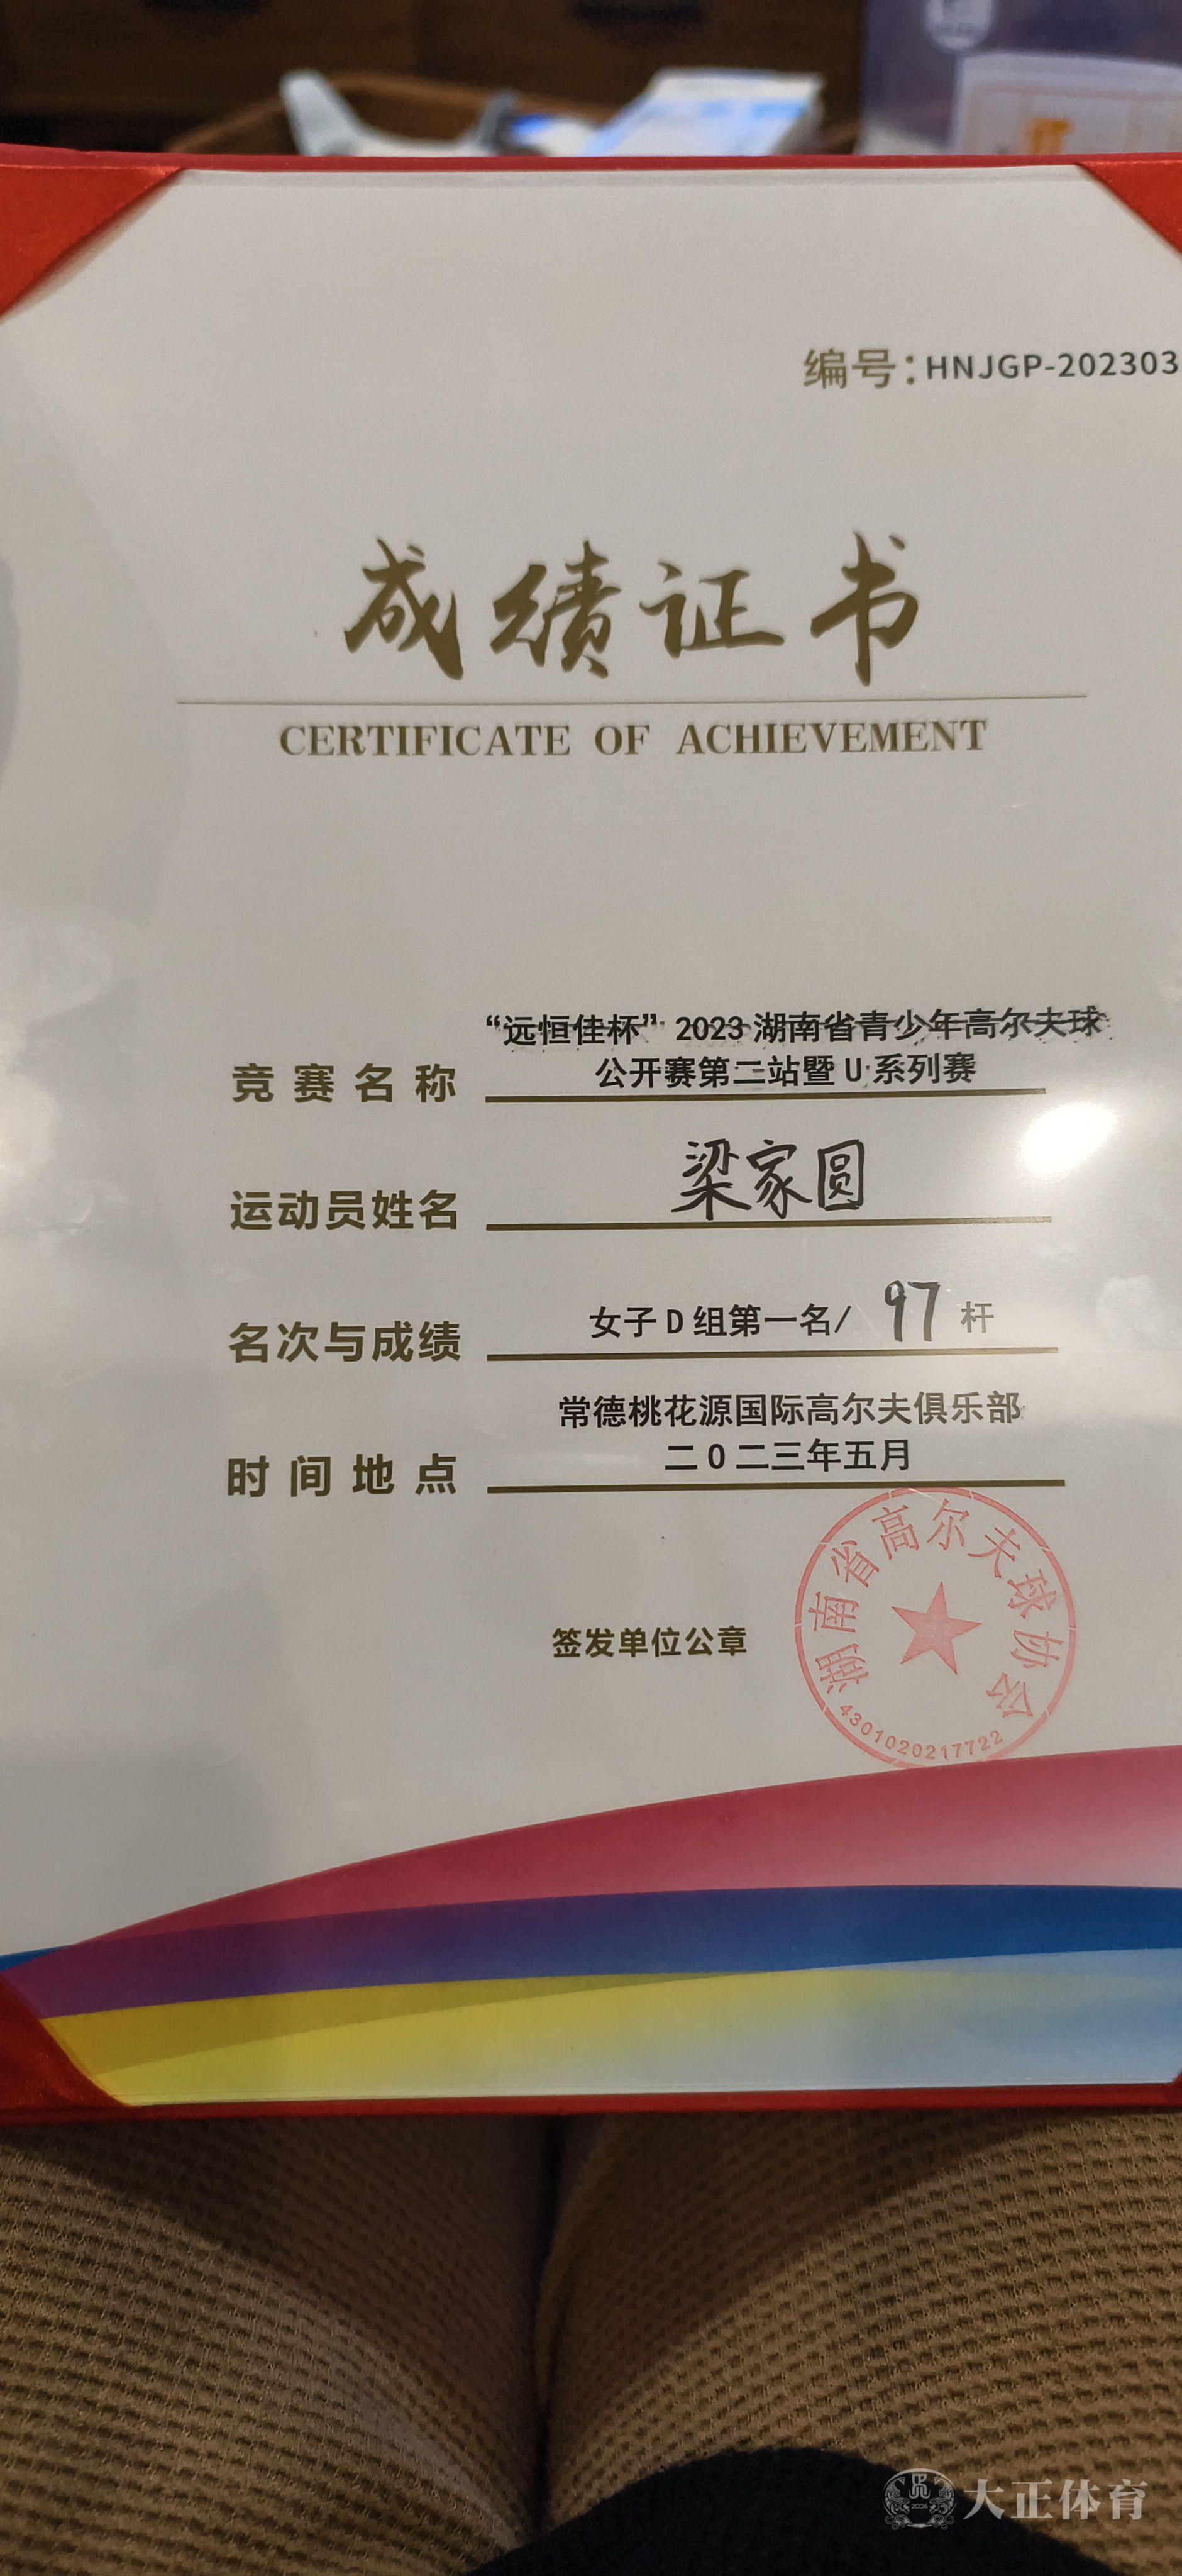 编号：HNJGP-202303
成绩证书
CERTIFICATE OF ACHIEVEMENT
“远恒佳杯” 2023 湖南省青少年高尔夫球
竞赛名称 公开赛第二站暨 U 系列赛
运动员姓名 梁家圆
名次与成绩 女子 D 组第一名/ 97 杆
常德桃花源国际高尔夫俱乐部
时间地点 二 0 二三年五月
签发单位公章
湖南省高尔夫球协会
4301020217722
大正体育